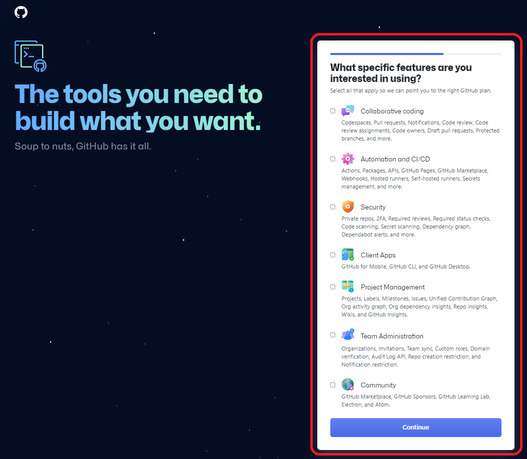 The tools you need to
build what you want.
Soup to nuts, GitHub has it all.
What specific features are you
interested in using?
Select all that apply so we can point you to the right GitHub plan.
Collaborative coding
Codespaces, Pull requests, Notifications, Code review, Code
review assignments, Code owners, Draft pull requests, Protected
branches, and more.
Automation and CI/CD
Actions, Packages, APIs, GitHub Pages, GitHub Marketplace,
Webhooks, Hosted runners, Self-hosted runners, Secrets
management, and more.
Security
Private repos, 2FA, Required reviews, Required status checks,
Code scanning, Secret scanning, Dependency graph,
Dependabot alerts, and more.
Client Apps
GitHub for Mobile, GitHub CLI, and GitHub Desktop.
Project Management
Projects, Labels, Milestones, Issues, Unified Contribution Graph,
Org activity graph, Org dependency insights, Repo insights,
Wikis, and GitHub Insights.
Team Administration
Organizations, Invitations, Team sync, Custom roles, Domain
verification, Audit Log API, Repo creation restriction, and
Notification restriction.
Community
GitHub Marketplace, GitHub Sponsors, GitHub Learning Lab,
Electron, and Atom.
Continue